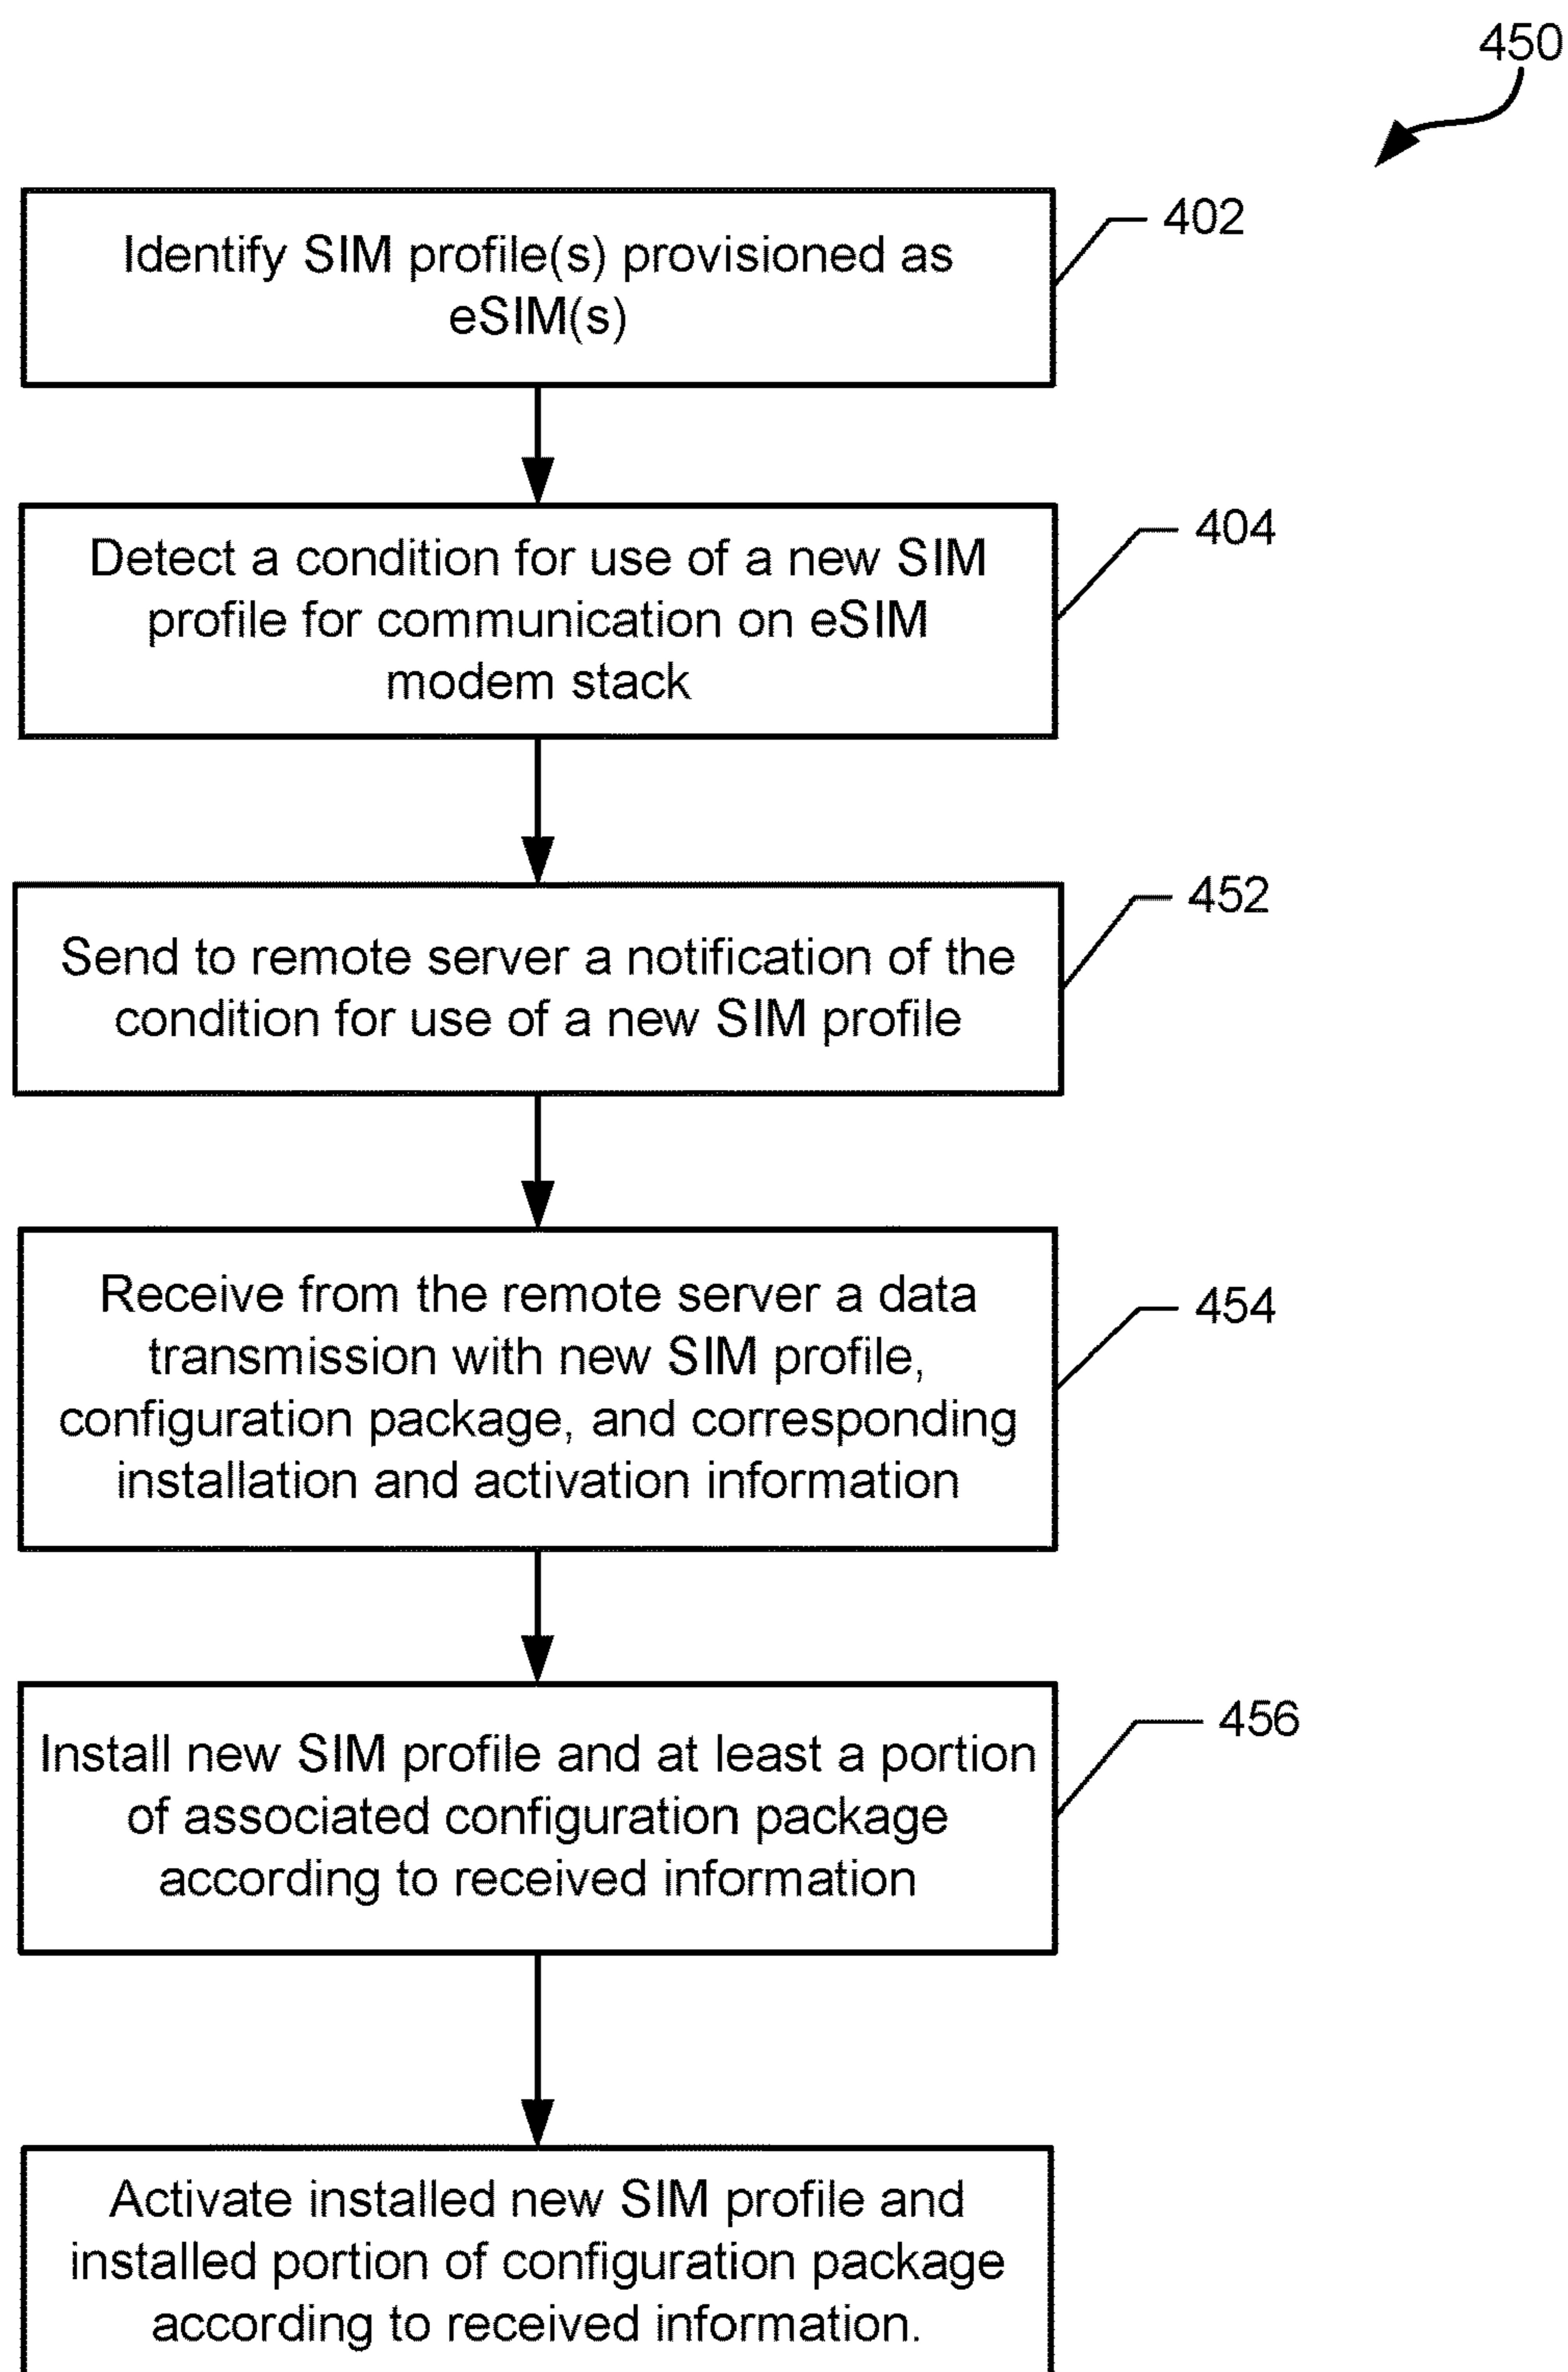 450
Identify SIM profile(s) provisioned as
eSIM(s)
402
Detect a condition for use of a new SIM
profile for communication on eSIM
modem stack
404
Send to remote server a notification of the
condition for use of a new SIM profile
452
Receive from the remote server a data
transmission with new SIM profile,
configuration package, and corresponding
installation and activation information
454
Install new SIM profile and at least a portion
of associated configuration package
according to received information
456
Activate installed new SIM profile and
installed portion of configuration package
according to received information.